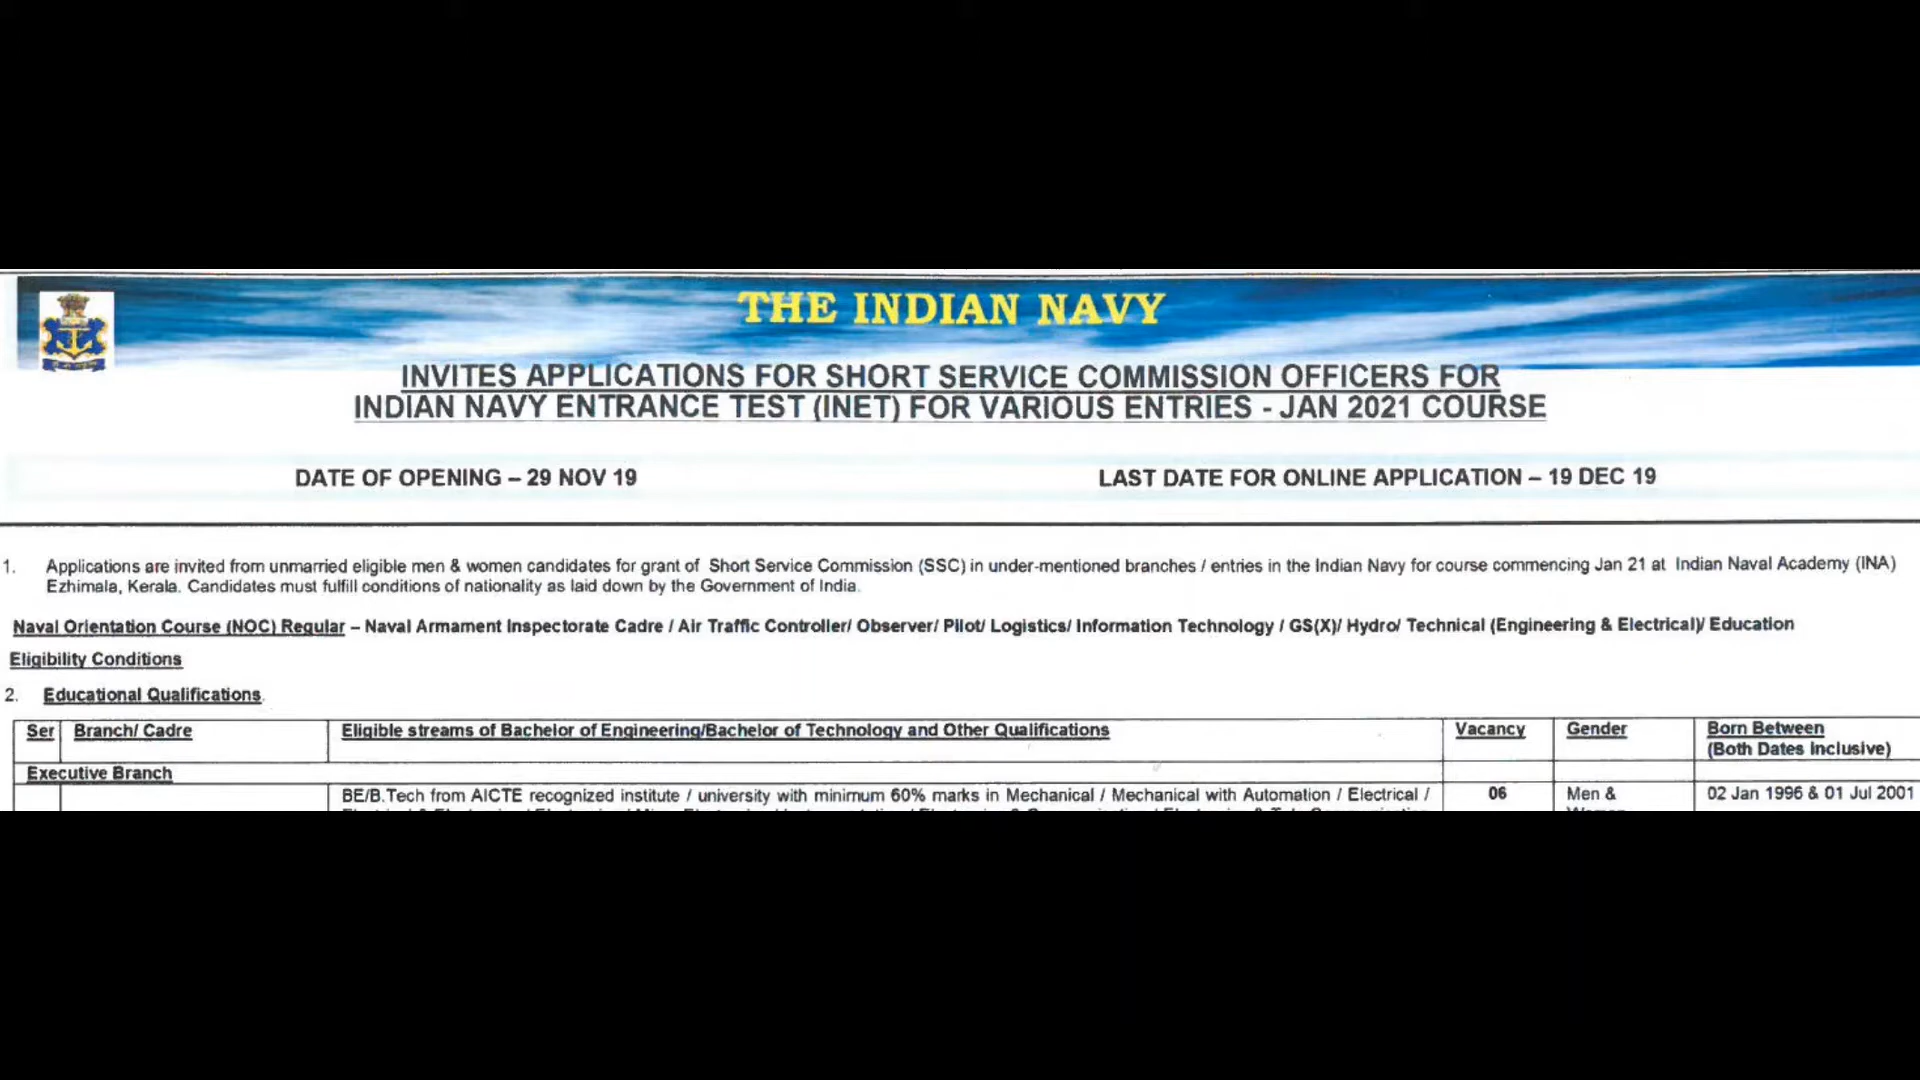 THE INDIAN NAVY
INVITES APPLICATIONS FOR SHORT SERVICE COMMISSION OFFICERS FOR
INDIAN NAVY ENTRANCE TEST (INET) FOR VARIOUS ENTRIES - JAN 2021 COURSE
DATE OF OPENING – 29 NOV 19 LAST DATE FOR ONLINE APPLICATION – 19 DEC 19
1. Applications are invited from unmarried eligible men & women candidates for grant of Short Service Commission (SSC) in under-mentioned branches / entries in the Indian Navy for course commencing Jan 21 at Indian Naval Academy (INA)
Ezhimala, Kerala. Candidates must fulfill conditions of nationality as laid down by the Government of India.
Naval Orientation Course (NOC) Regular – Naval Armament Inspectorate Cadre / Air Traffic Controller/ Observer/ Pilot/ Logistics/ Information Technology / GS(X)/ Hydro/ Technical (Engineering & Electrical)/ Education
Eligibility Conditions
2. Educational Qualifications.
Ser Branch/ Cadre Eligible streams of Bachelor of Engineering/Bachelor of Technology and Other Qualifications Vacancy Gender Born Between
(Both Dates Inclusive)
Executive Branch
BE/B.Tech from AICTE recognized institute / university with minimum 60% marks in Mechanical / Mechanical with Automation / Electrical / 06 Men & 02 Jan 1996 & 01 Jul 2001